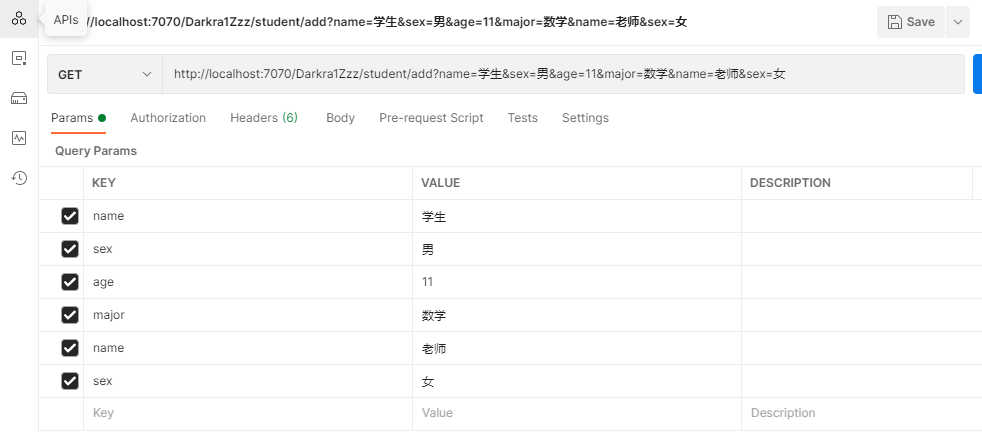 APIs
//localhost:7070/Darkra1Zzz/student/add?name=学生&sex=男&age=11&major=数学&name=老师&sex=女
Save
GET
http://localhost:7070/Darkra1Zzz/student/add?name=学生&sex=男&age=11&major=数学&name=老师&sex=女
Params Authorization Headers (6) Body Pre-request Script Tests Settings
Query Params
KEY VALUE DESCRIPTION
name 学生
sex 男
age 11
major 数学
name 老师
sex 女
Key Value Description